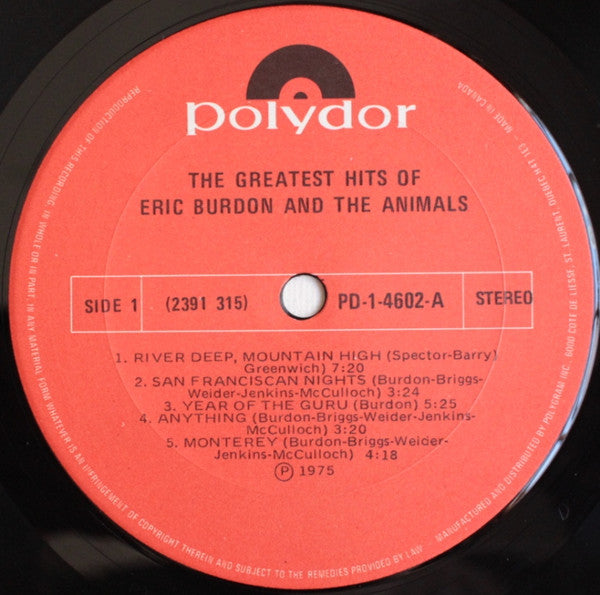 polydor
THE GREATEST HITS OF
ERIC BURDON AND THE ANIMALS
SIDE 1 (2391 315) PD-1-4602-A STEREO
1. RIVER DEEP, MOUNTAIN HIGH (Spector-Barry)
Greenwich) 7:20
2. SAN FRANCISCAN NIGHTS (Burdon-Briggs-
Weider-Jenkins-McCulloch) 3:24
3. YEAR OF THE GURU (Burdon) 5:25
4. ANYTHING (Burdon-Briggs-Weider-Jenkins-
McCulloch) 3:20
5. MONTEREY (Burdon-Briggs-Weider-
Jenkins-McCulloch) 4:18
Ⓟ 1975
REPRODUCTION OF THIS RECORDING, IN WHOLE OR IN PART, IN ANY MATERIAL FORM WHATEVER IS AN INFRINGEMENT OF COPYRIGHT THEREIN AND SUBJECT TO THE REMEDIES PROVIDED BY LAW
MANUFACTURED AND DISTRIBUTED BY POLYGRAM INC. 6000 COTE DE LIESSE, ST. LAURENT, QUEBEC H4T 1E3 - MADE IN CANADA